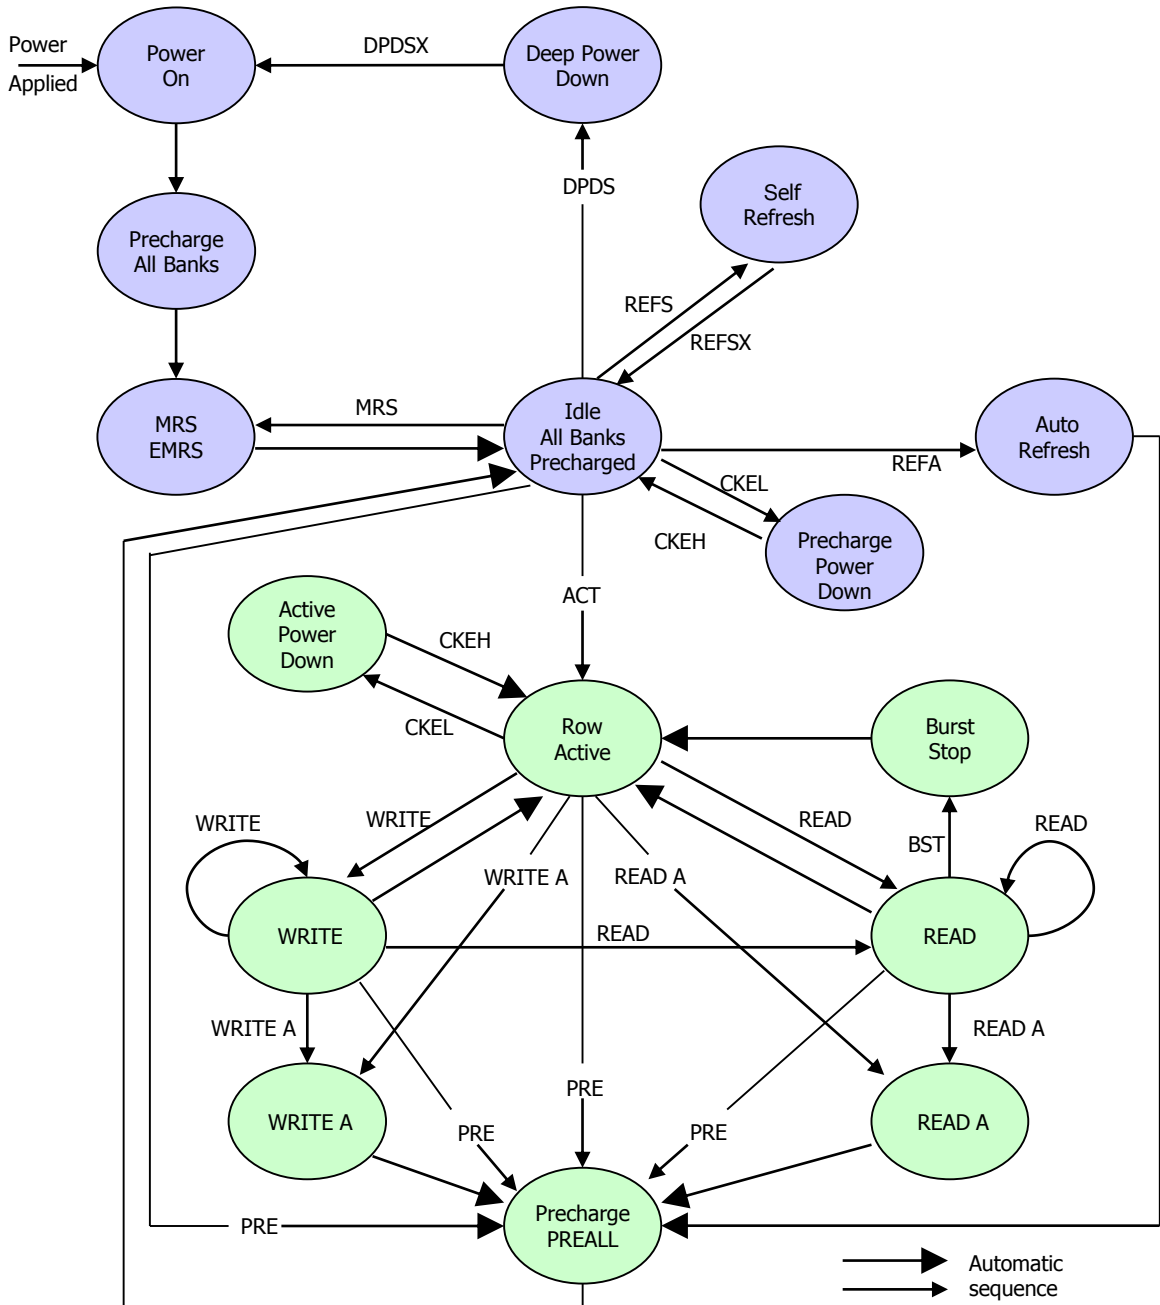 Power
Applied
Power
On
DPDSX
Deep Power
Down
DPDS
Self
Refresh
Precharge
All Banks
REFS
REFSX
MRS
EMRS
MRS
Idle
All Banks
Precharged
Auto
Refresh
REFA
CKEL
CKEH
Precharge
Power
Down
ACT
Active
Power
Down
CKEH
CKEL
Row
Active
Burst
Stop
WRITE
WRITE
READ
BST
READ
WRITE A
READ A
WRITE
READ
READ
WRITE A
READ A
WRITE A
PRE
READ A
PRE
PRE
PRE
Precharge
PREALL
Automatic
sequence